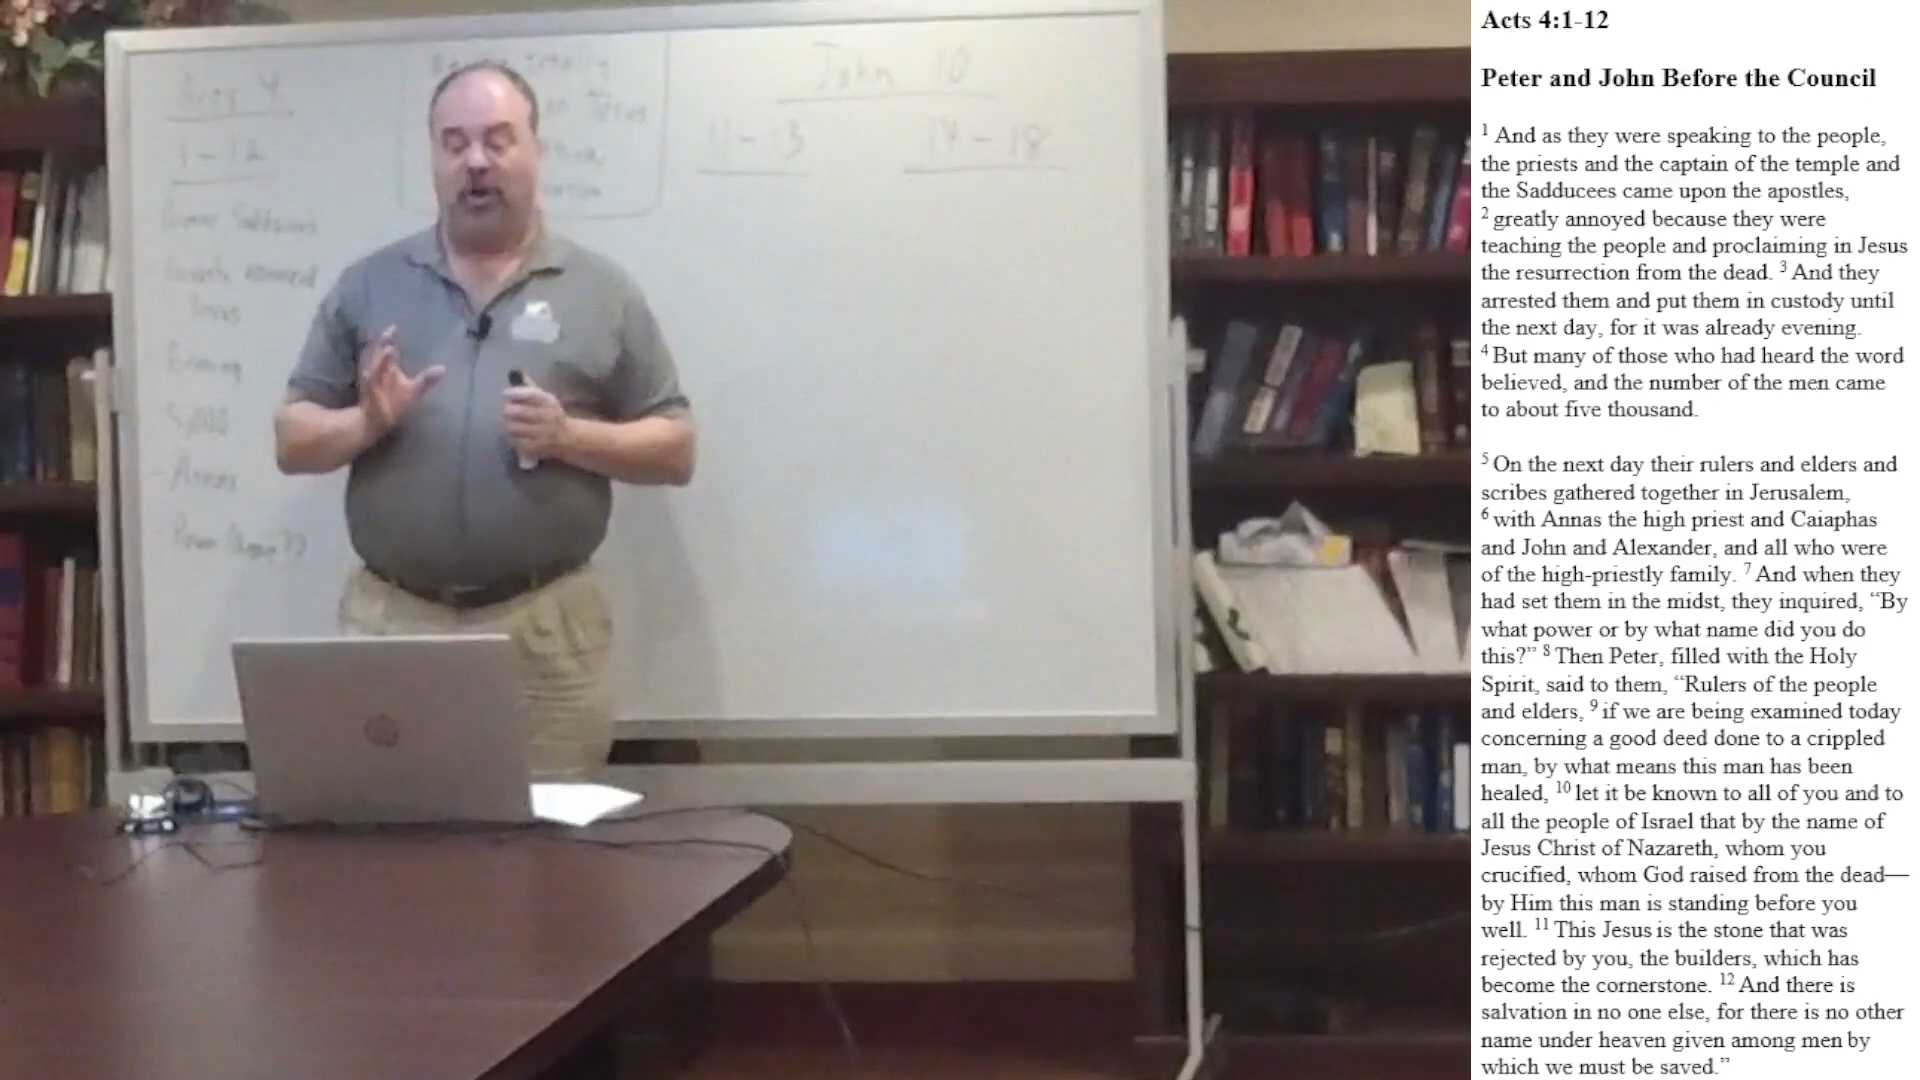 Acts 4
1-12
Sadducees
Jesus
Evening
5,000
- Annas
totally
on Jesus
John 10
11-13
14-18
Acts 4:1-12
Peter and John Before the Council
1 And as they were speaking to the people,
the priests and the captain of the temple and
the Sadducees came upon the apostles,
2 greatly annoyed because they were
teaching the people and proclaiming in Jesus
the resurrection from the dead. 3 And they
arrested them and put them in custody until
the next day, for it was already evening.
4 But many of those who had heard the word
believed, and the number of the men came
to about five thousand.
5 On the next day their rulers and elders and
scribes gathered together in Jerusalem,
6 with Annas the high priest and Caiaphas
and John and Alexander, and all who were
of the high-priestly family. 7 And when they
had set them in the midst, they inquired, “By
what power or by what name did you do
this?” 8 Then Peter, filled with the Holy
Spirit, said to them, “Rulers of the people
and elders, 9 if we are being examined today
concerning a good deed done to a crippled
man, by what means this man has been
healed, 10 let it be known to all of you and to
all the people of Israel that by the name of
Jesus Christ of Nazareth, whom you
crucified, whom God raised from the dead—
by Him this man is standing before you
well. 11 This Jesus is the stone that was
rejected by you, the builders, which has
become the cornerstone. 12 And there is
salvation in no one else, for there is no other
name under heaven given among men by
which we must be saved.”